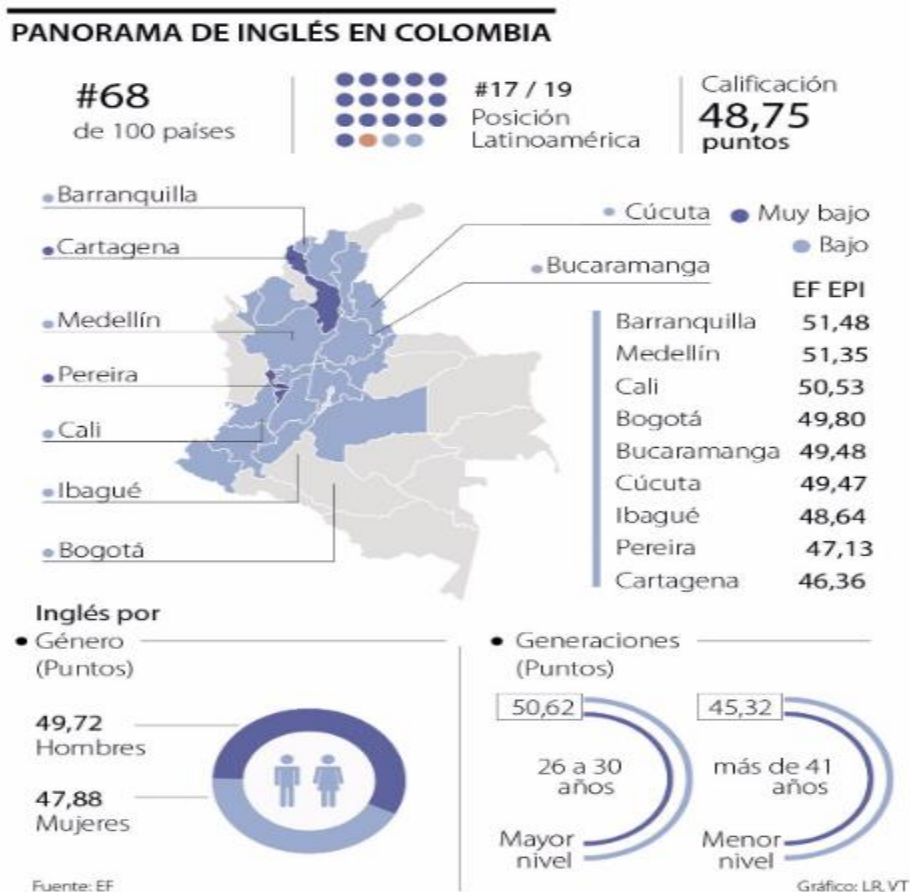 PANORAMA DE INGLÉS EN COLOMBIA
#68
de 100 países
#17 / 19
Posición
Latinoamérica
Calificación
48,75
puntos
Barranquilla
Cartagena
Medellín
Pereira
Cali
Ibagué
Bogotá
Cúcuta
Bucaramanga
Muy bajo
Bajo
EF EPI
Barranquilla 51,48
Medellín 51,35
Cali 50,53
Bogotá 49,80
Bucaramanga 49,48
Cúcuta 49,47
Ibagué 48,64
Pereira 47,13
Cartagena 46,36
Inglés por
Género
(Puntos)
49,72
Hombres
47,88
Mujeres
Generaciones
(Puntos)
50,62
26 a 30
años
Mayor
nivel
45,32
más de 41
años
Menor
nivel
Fuente: EF
Gráfico: LR, VT